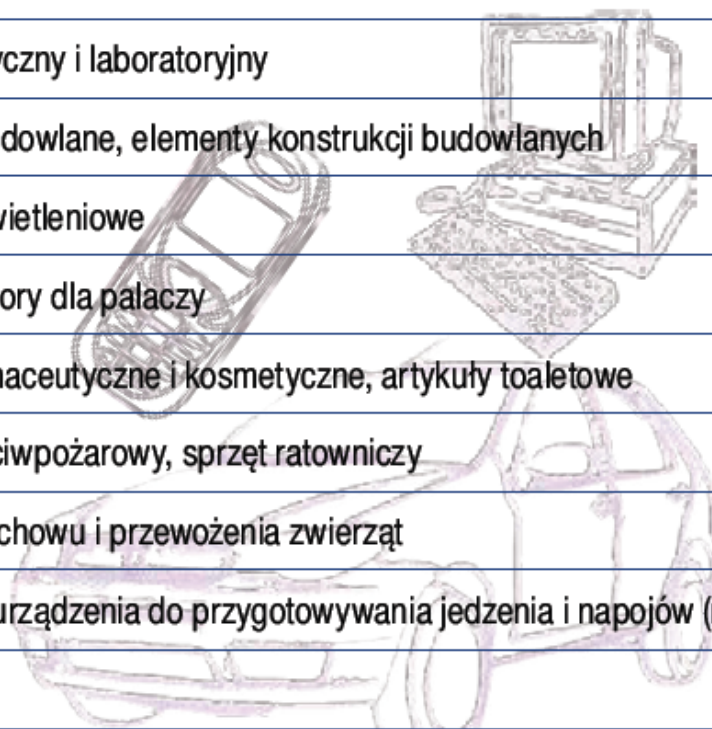 yczny i laboratoryjny
dowlane, elementy konstrukcji budowlanych
wietleniowe
ory dla palaczy
naceutyczne i kosmetyczne, artykuły toaletowe
ciwpożarowy, sprzęt ratowniczy
chowu i przewożenia zwierząt
urządzenia do przygotowywania jedzenia i napojów (